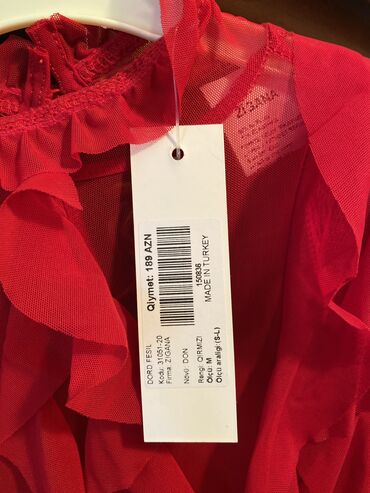 ZIGANA
DORD FESIL
Kodu: 31051-20
Firma: ZIGANA
Növü: DON
Rəngi: QIRMIZI
Ölçü: M
Ölçü aralığı (S-L)
Qiymət: 189 AZN
150836
MADE IN TURKEY